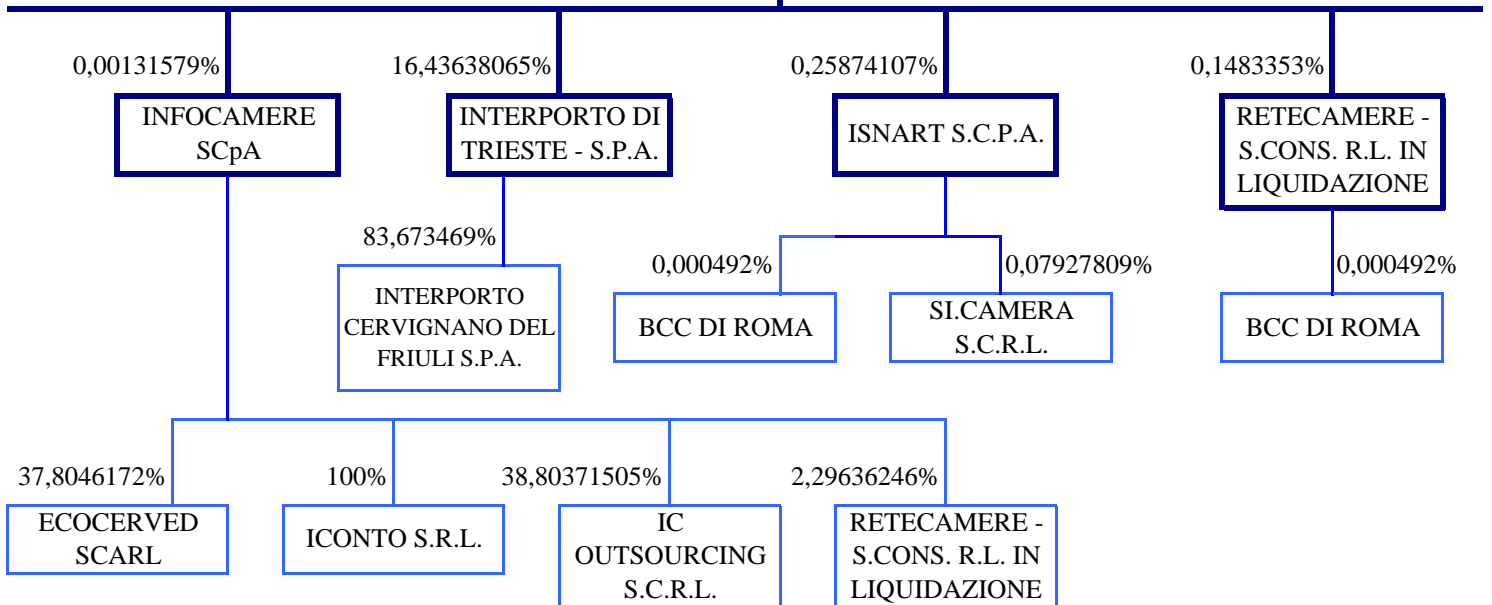 0,00131579%
16,43638065%
0,25874107%
0,1483353%
INFOCAMERE
SCpA
INTERPORTO DI
TRIESTE - S.P.A.
ISNART S.C.P.A.
RETECAMERE -
S.CONS. R.L. IN
LIQUIDAZIONE
83,673469%
0,000492%
0,07927809%
0,000492%
INTERPORTO
CERVIGNANO DEL
FRIULI S.P.A.
BCC DI ROMA
SI.CAMERA
S.C.R.L.
BCC DI ROMA
37,8046172%
100%
38,80371505%
2,29636246%
ECOCERVED
SCARL
ICONTO S.R.L.
IC
OUTSOURCING
S.C.R.L.
RETECAMERE -
S.CONS. R.L. IN
LIQUIDAZIONE